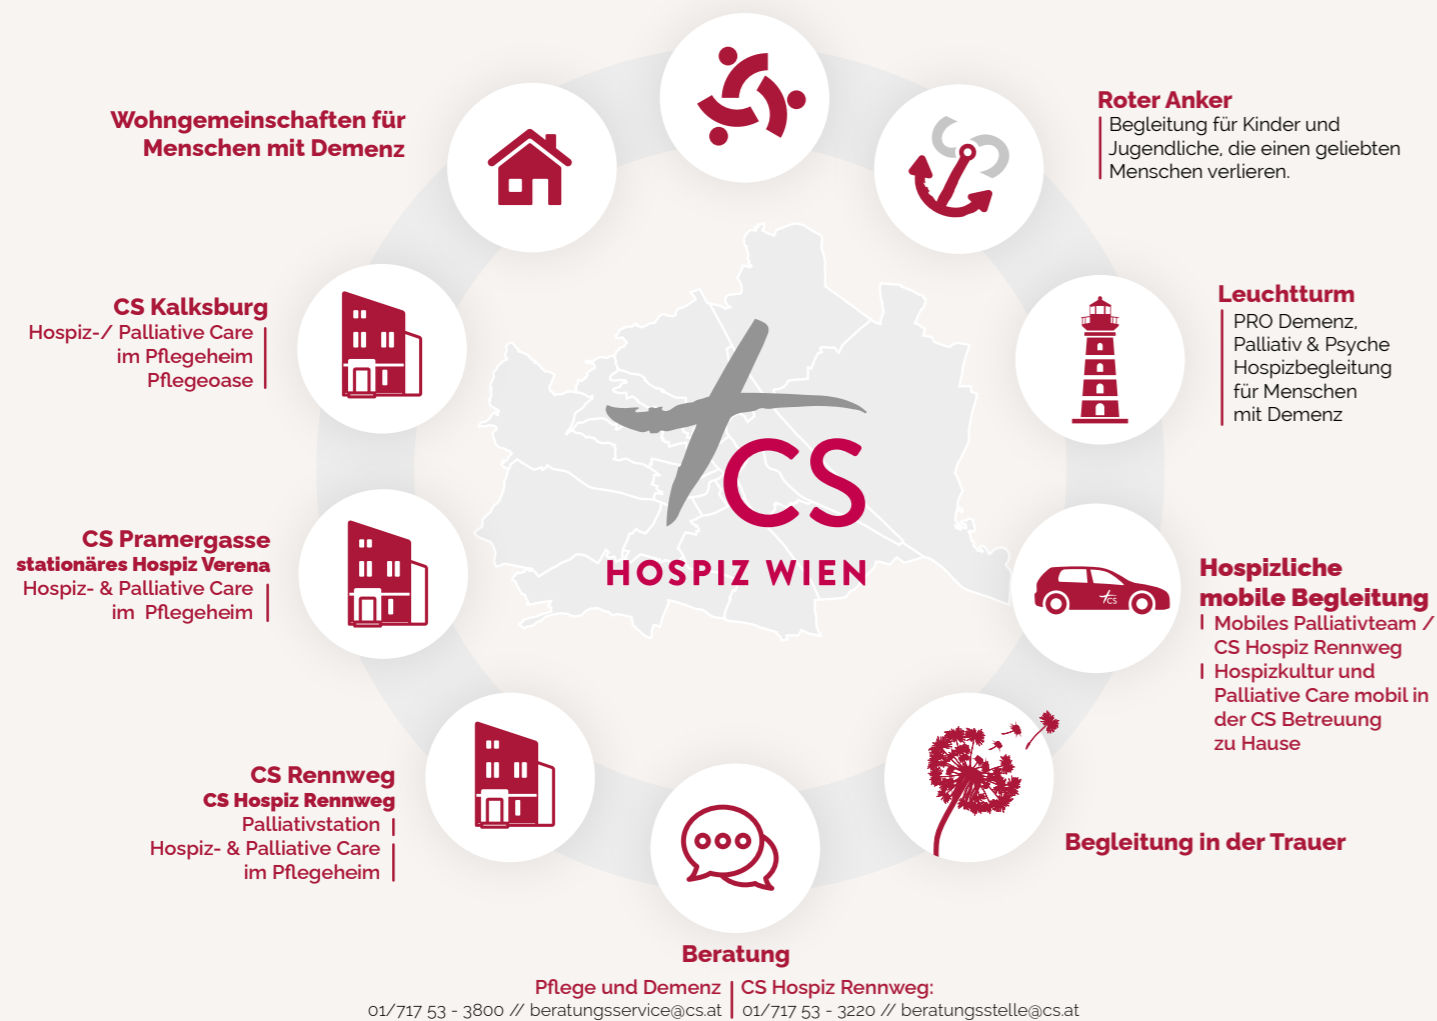 Wohngemeinschaften für
Menschen mit Demenz
Roter Anker
Begleitung für Kinder und
Jugendliche, die einen geliebten
Menschen verlieren.
CS Kalksburg
Hospiz-/ Palliative Care
im Pflegeheim
Pflegeoase
Leuchtturm
PRO Demenz,
Palliativ & Psyche
Hospizbegleitung
für Menschen
mit Demenz
CS
HOSPIZ WIEN
CS Pramergasse
stationäres Hospiz Verena
Hospiz- & Palliative Care
im Pflegeheim
CS
Hospizliche
mobile Begleitung
Mobiles Palliativteam /
CS Hospiz Rennweg
Hospizkultur und
Palliative Care mobil in
der CS Betreuung
zu Hause
CS Rennweg
CS Hospiz Rennweg
Palliativstation
Hospiz- & Palliative Care
im Pflegeheim
Begleitung in der Trauer
Beratung
Pflege und Demenz
01/717 53 - 3800 // beratungsservice@cs.at
CS Hospiz Rennweg:
01/717 53 - 3220 // beratungsstelle@cs.at